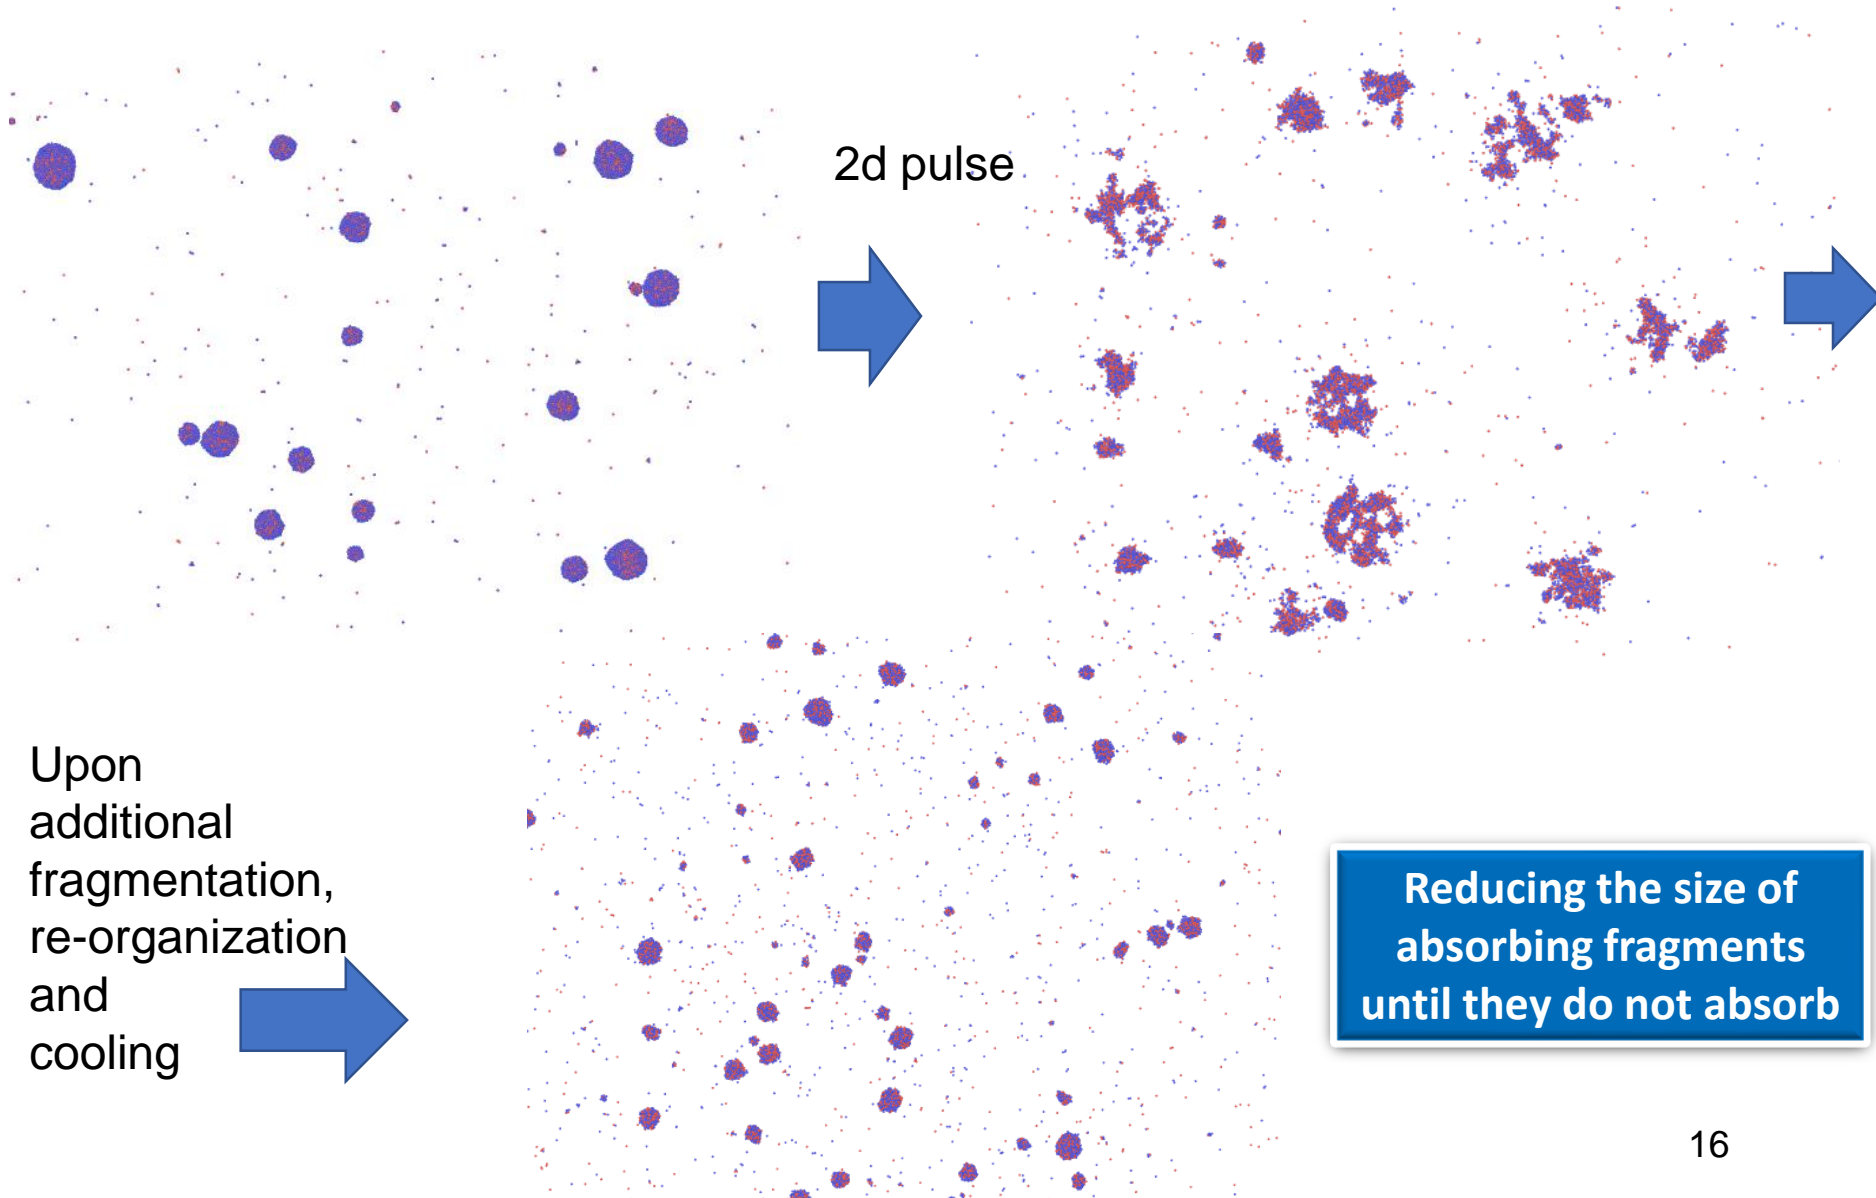 2d pulse
Upon
additional
fragmentation,
re-organization
and
cooling
Reducing the size of
absorbing fragments
until they do not absorb
16